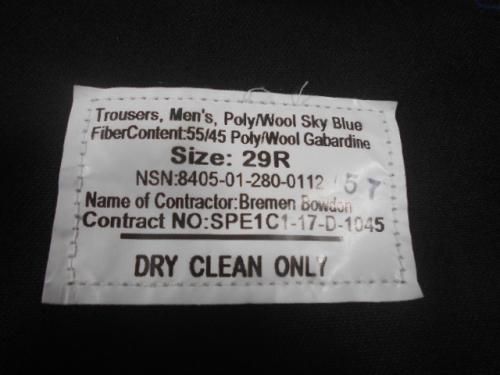 Trousers, Men's, Poly/Wool Sky Blue
FiberContent:55/45 Poly/Wool Gabardine
Size: 29R
NSN:8405-01-280-0112 57
Name of Contractor:Bremen Bowdon
Contract NO:SPE1C1-17-D-1045
DRY CLEAN ONLY